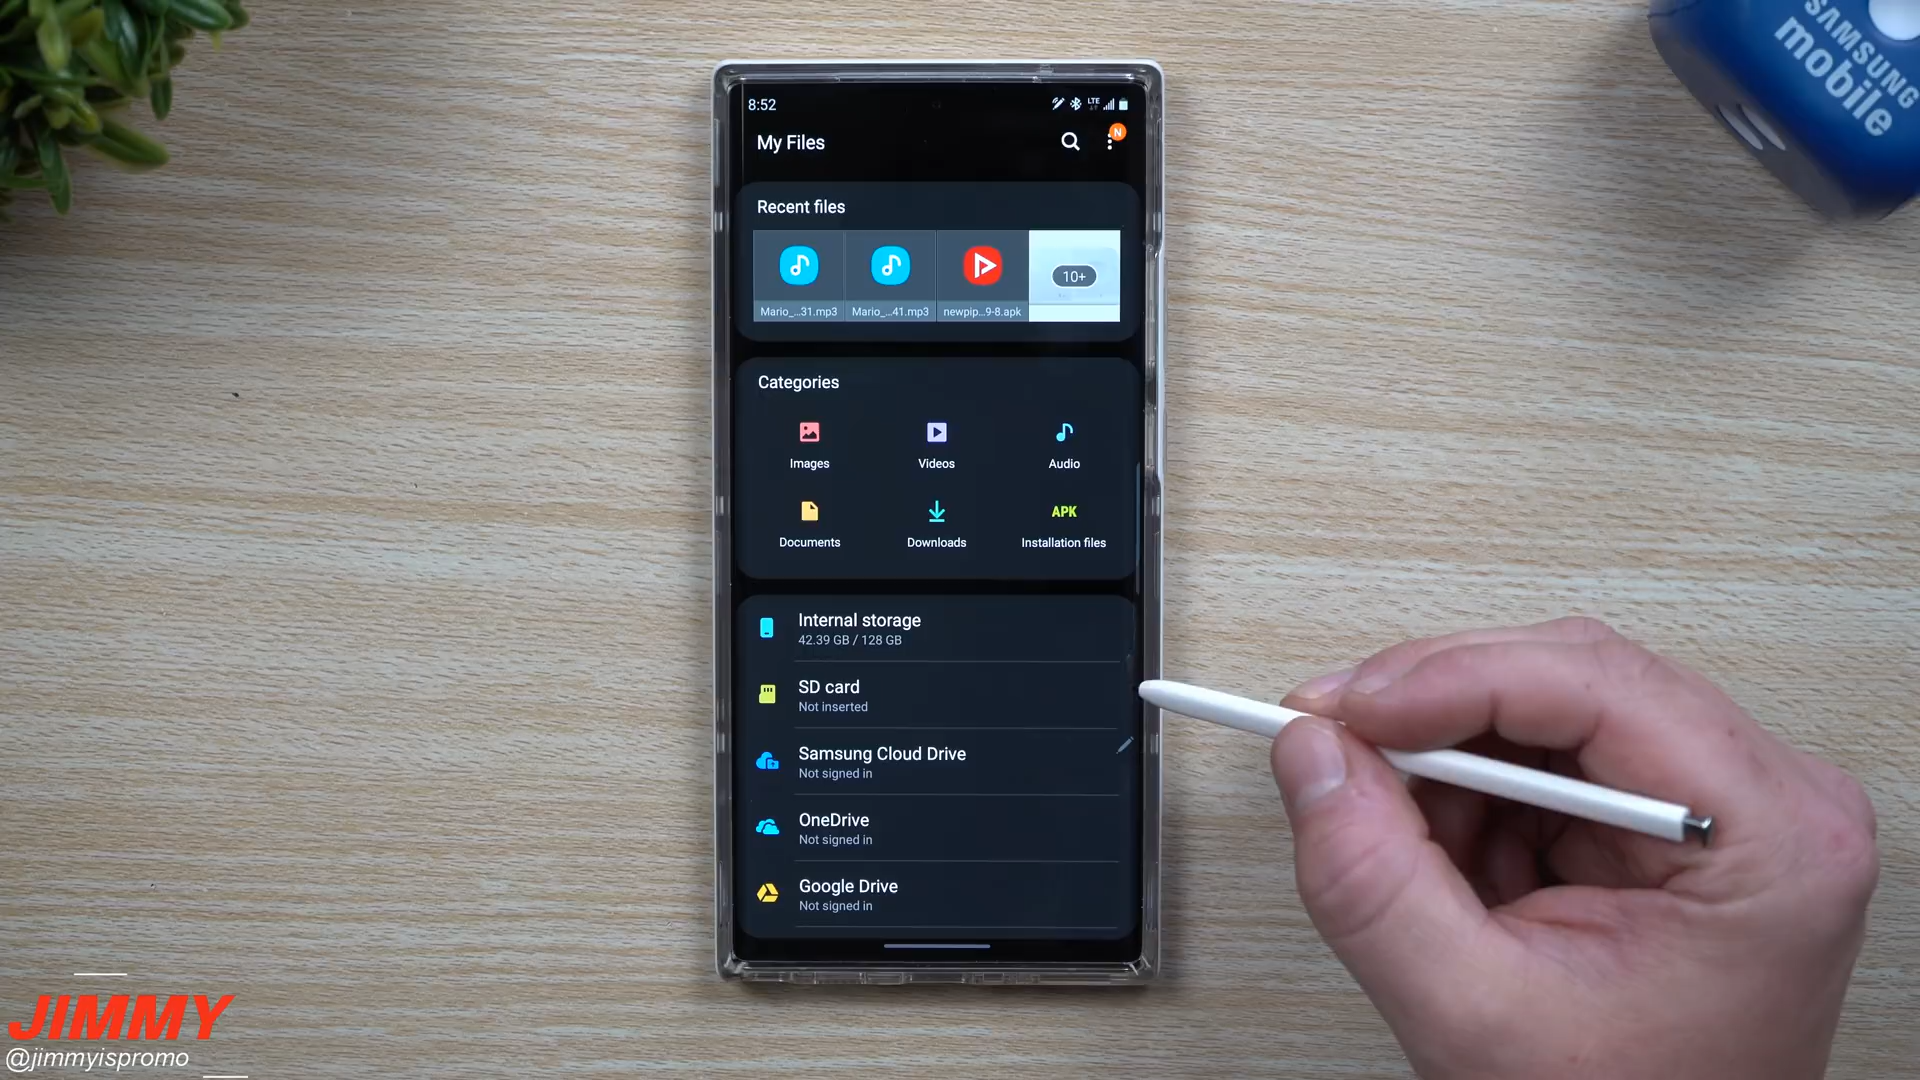 SAMSUNG
mobile
8:52
LTE
My Files
N
Recent files
10+
Mario_...31.mp3
Mario_...41.mp3
newpip...9-8.apk
Categories
Images
Videos
Audio
APK
Documents
Downloads
Installation files
Internal storage
42.39 GB / 128 GB
SD card
Not inserted
Samsung Cloud Drive
Not signed in
OneDrive
Not signed in
Google Drive
Not signed in
JIMMY
@jimmyispromo